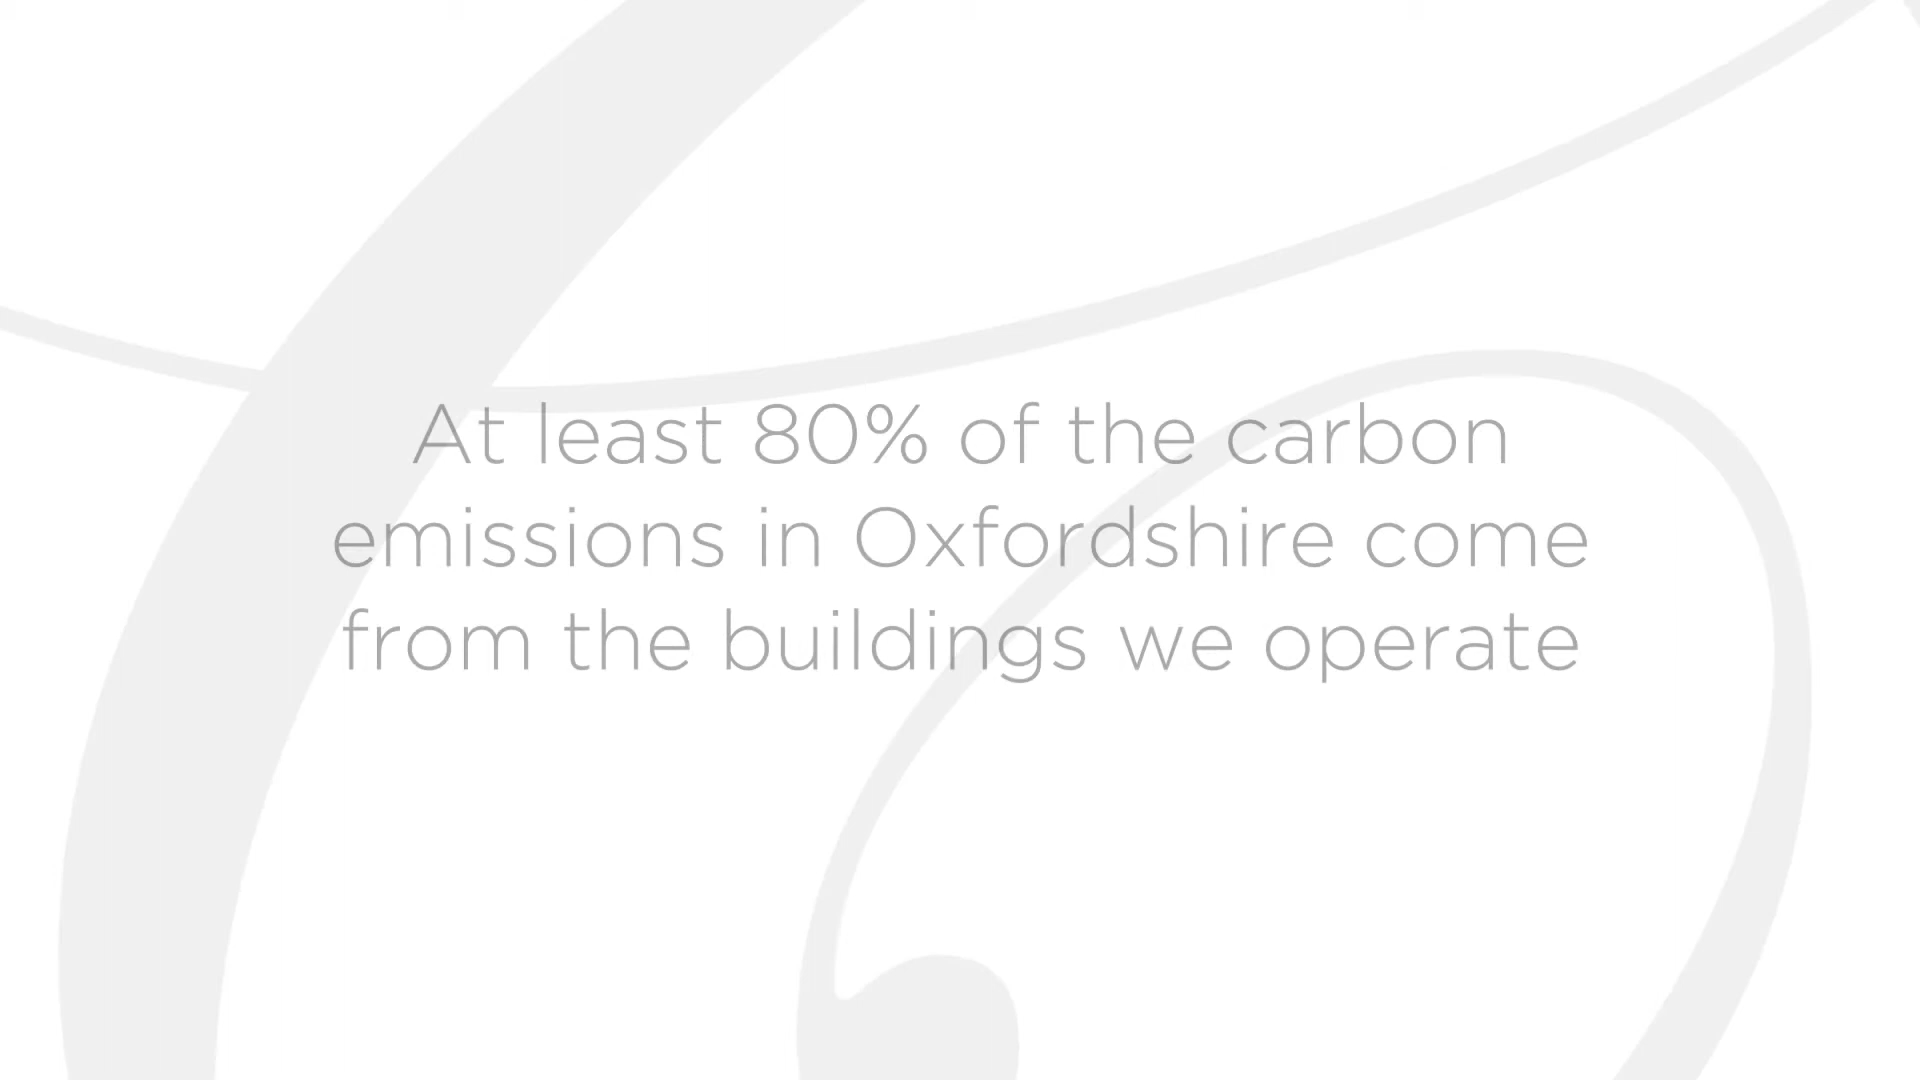 At least 80% of the carbon
emissions in Oxfordshire come
from the buildings we operate